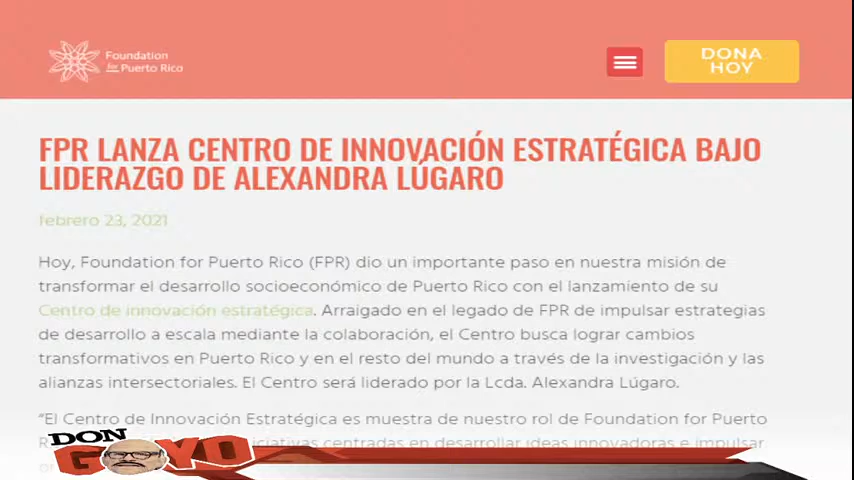 Foundation
for Puerto Rico
DONA
HOY
FPR LANZA CENTRO DE INNOVACIÓN ESTRATÉGICA BAJO
LIDERAZGO DE ALEXANDRA LÚGARO
febrero 23, 2021
Hoy, Foundation for Puerto Rico (FPR) dio un importante paso en nuestra misión de
transformar el desarrollo socioeconómico de Puerto Rico con el lanzamiento de su
Centro de innovación estratégica. Arraigado en el legado de FPR de impulsar estrategias
de desarrollo a escala mediante la colaboración, el Centro busca lograr cambios
transformativos en Puerto Rico y en el resto del mundo a través de la investigación y las
alianzas intersectoriales. El Centro será liderado por la Lcda. Alexandra Lúgaro.
“El Centro de Innovación Estratégica es muestra de nuestro rol de Foundation for Puerto
centradas en desarrollar ideas innovadoras e impulsar
DON
GOYO